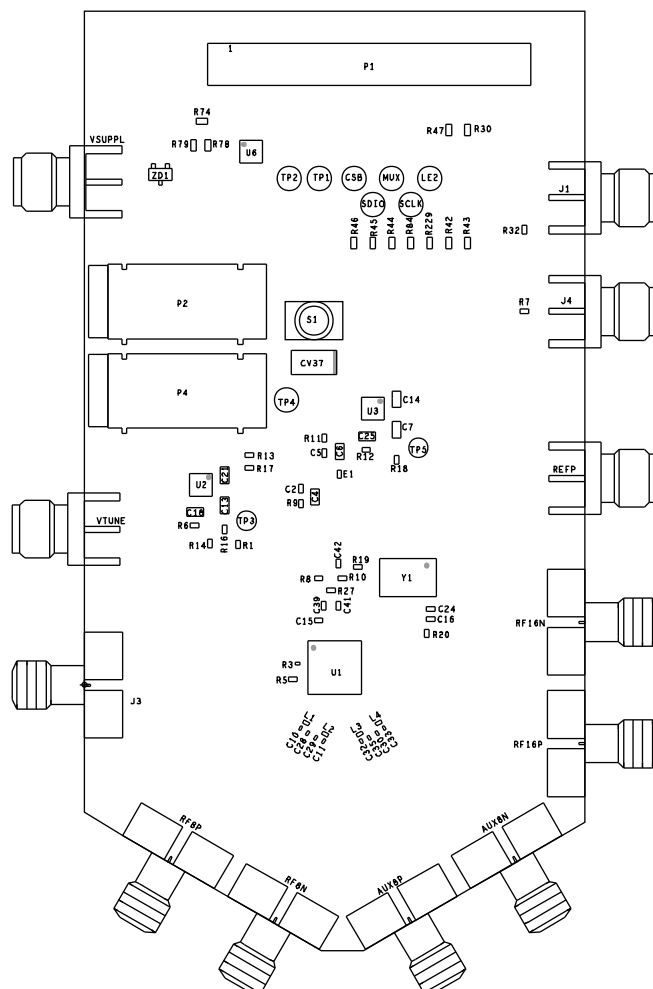 1
P1
R74
VSUPPL
R79
R78
U6
R47
R30
ZD1
TP2
TP1
CSB
MUX
LE2
SDIO
SCLK
J1
R46
R45
R44
R84
R229
R42
R43
R32
P2
S1
J4
R7
CV37
P4
TP4
C14
U3
C7
R11
C25
C5
C6
R12
TP5
R18
R13
R17
REFP
E1
U2
C21
C2
C4
R9
C13
C18
VTUNE
TP3
R6
R14
R16
R1
C42
R19
R8
R10
Y1
R27
C39
C41
C24
C16
C15
R20
RF16N
R3
U1
R5
J3
L1
L2
L3
L4
C10
C28
C29
C11
C32
C35
C30
C33
RF16P
RF8P
AUX8N
RF8N
AUX8P